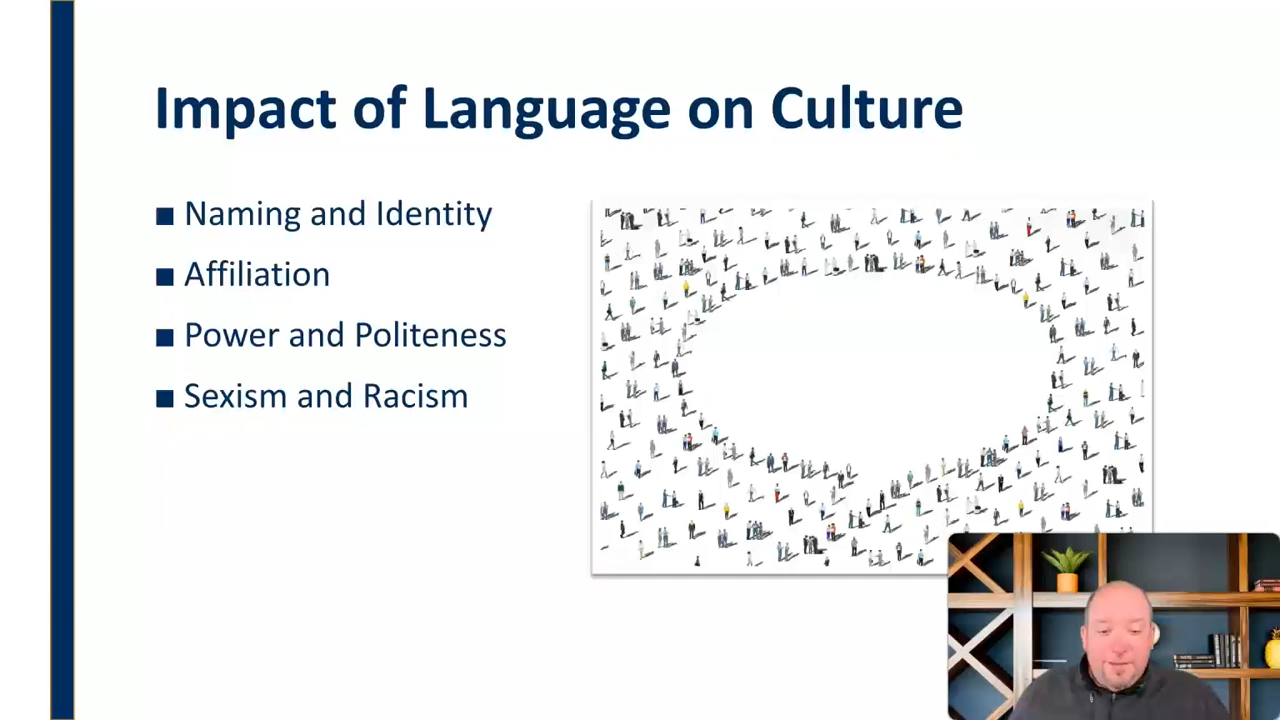 Impact of Language on Culture
■ Naming and Identity
■ Affiliation
■ Power and Politeness
■ Sexism and Racism